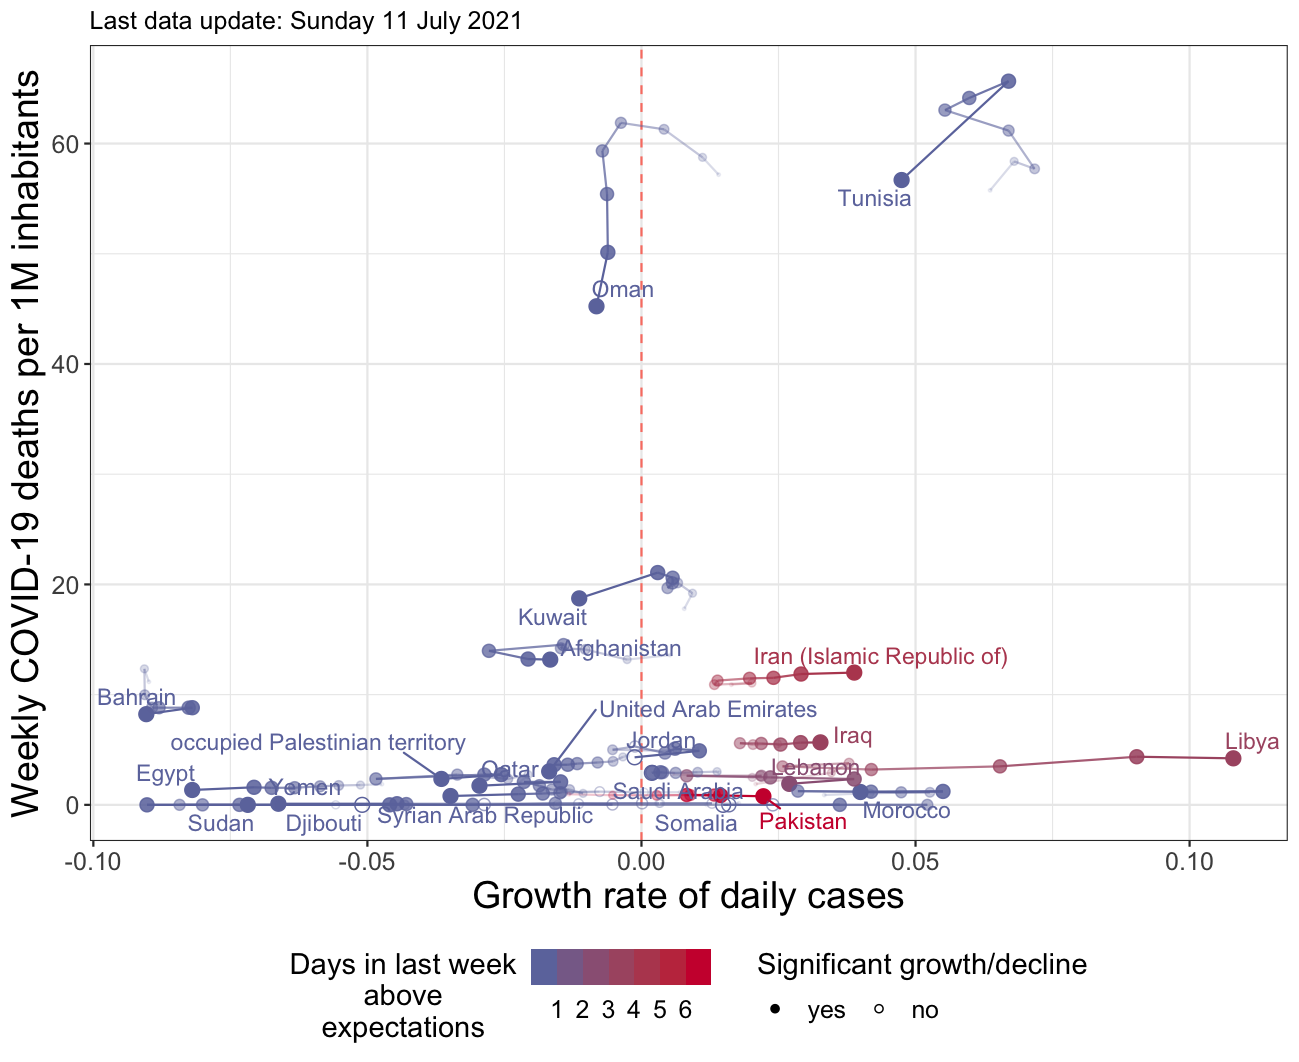 Last data update: Sunday 11 July 2021
Weekly COVID-19 deaths per 1M inhabitants
60
40
20
0
Tunisia
Oman
Kuwait
Afghanistan
Iran (Islamic Republic of)
Bahrain
United Arab Emirates
occupied Palestinian territory
Jordan
Iraq
Libya
Egypt
Qatar
Lebanon
Yemen
Saudi Arabia
Sudan
Djibouti
Syrian Arab Republic
Somalia
Pakistan
Morocco
-0.10
-0.05
0.00
0.05
0.10
Growth rate of daily cases
Days in last week
above
expectations
1 2 3 4 5 6
Significant growth/decline
yes
no